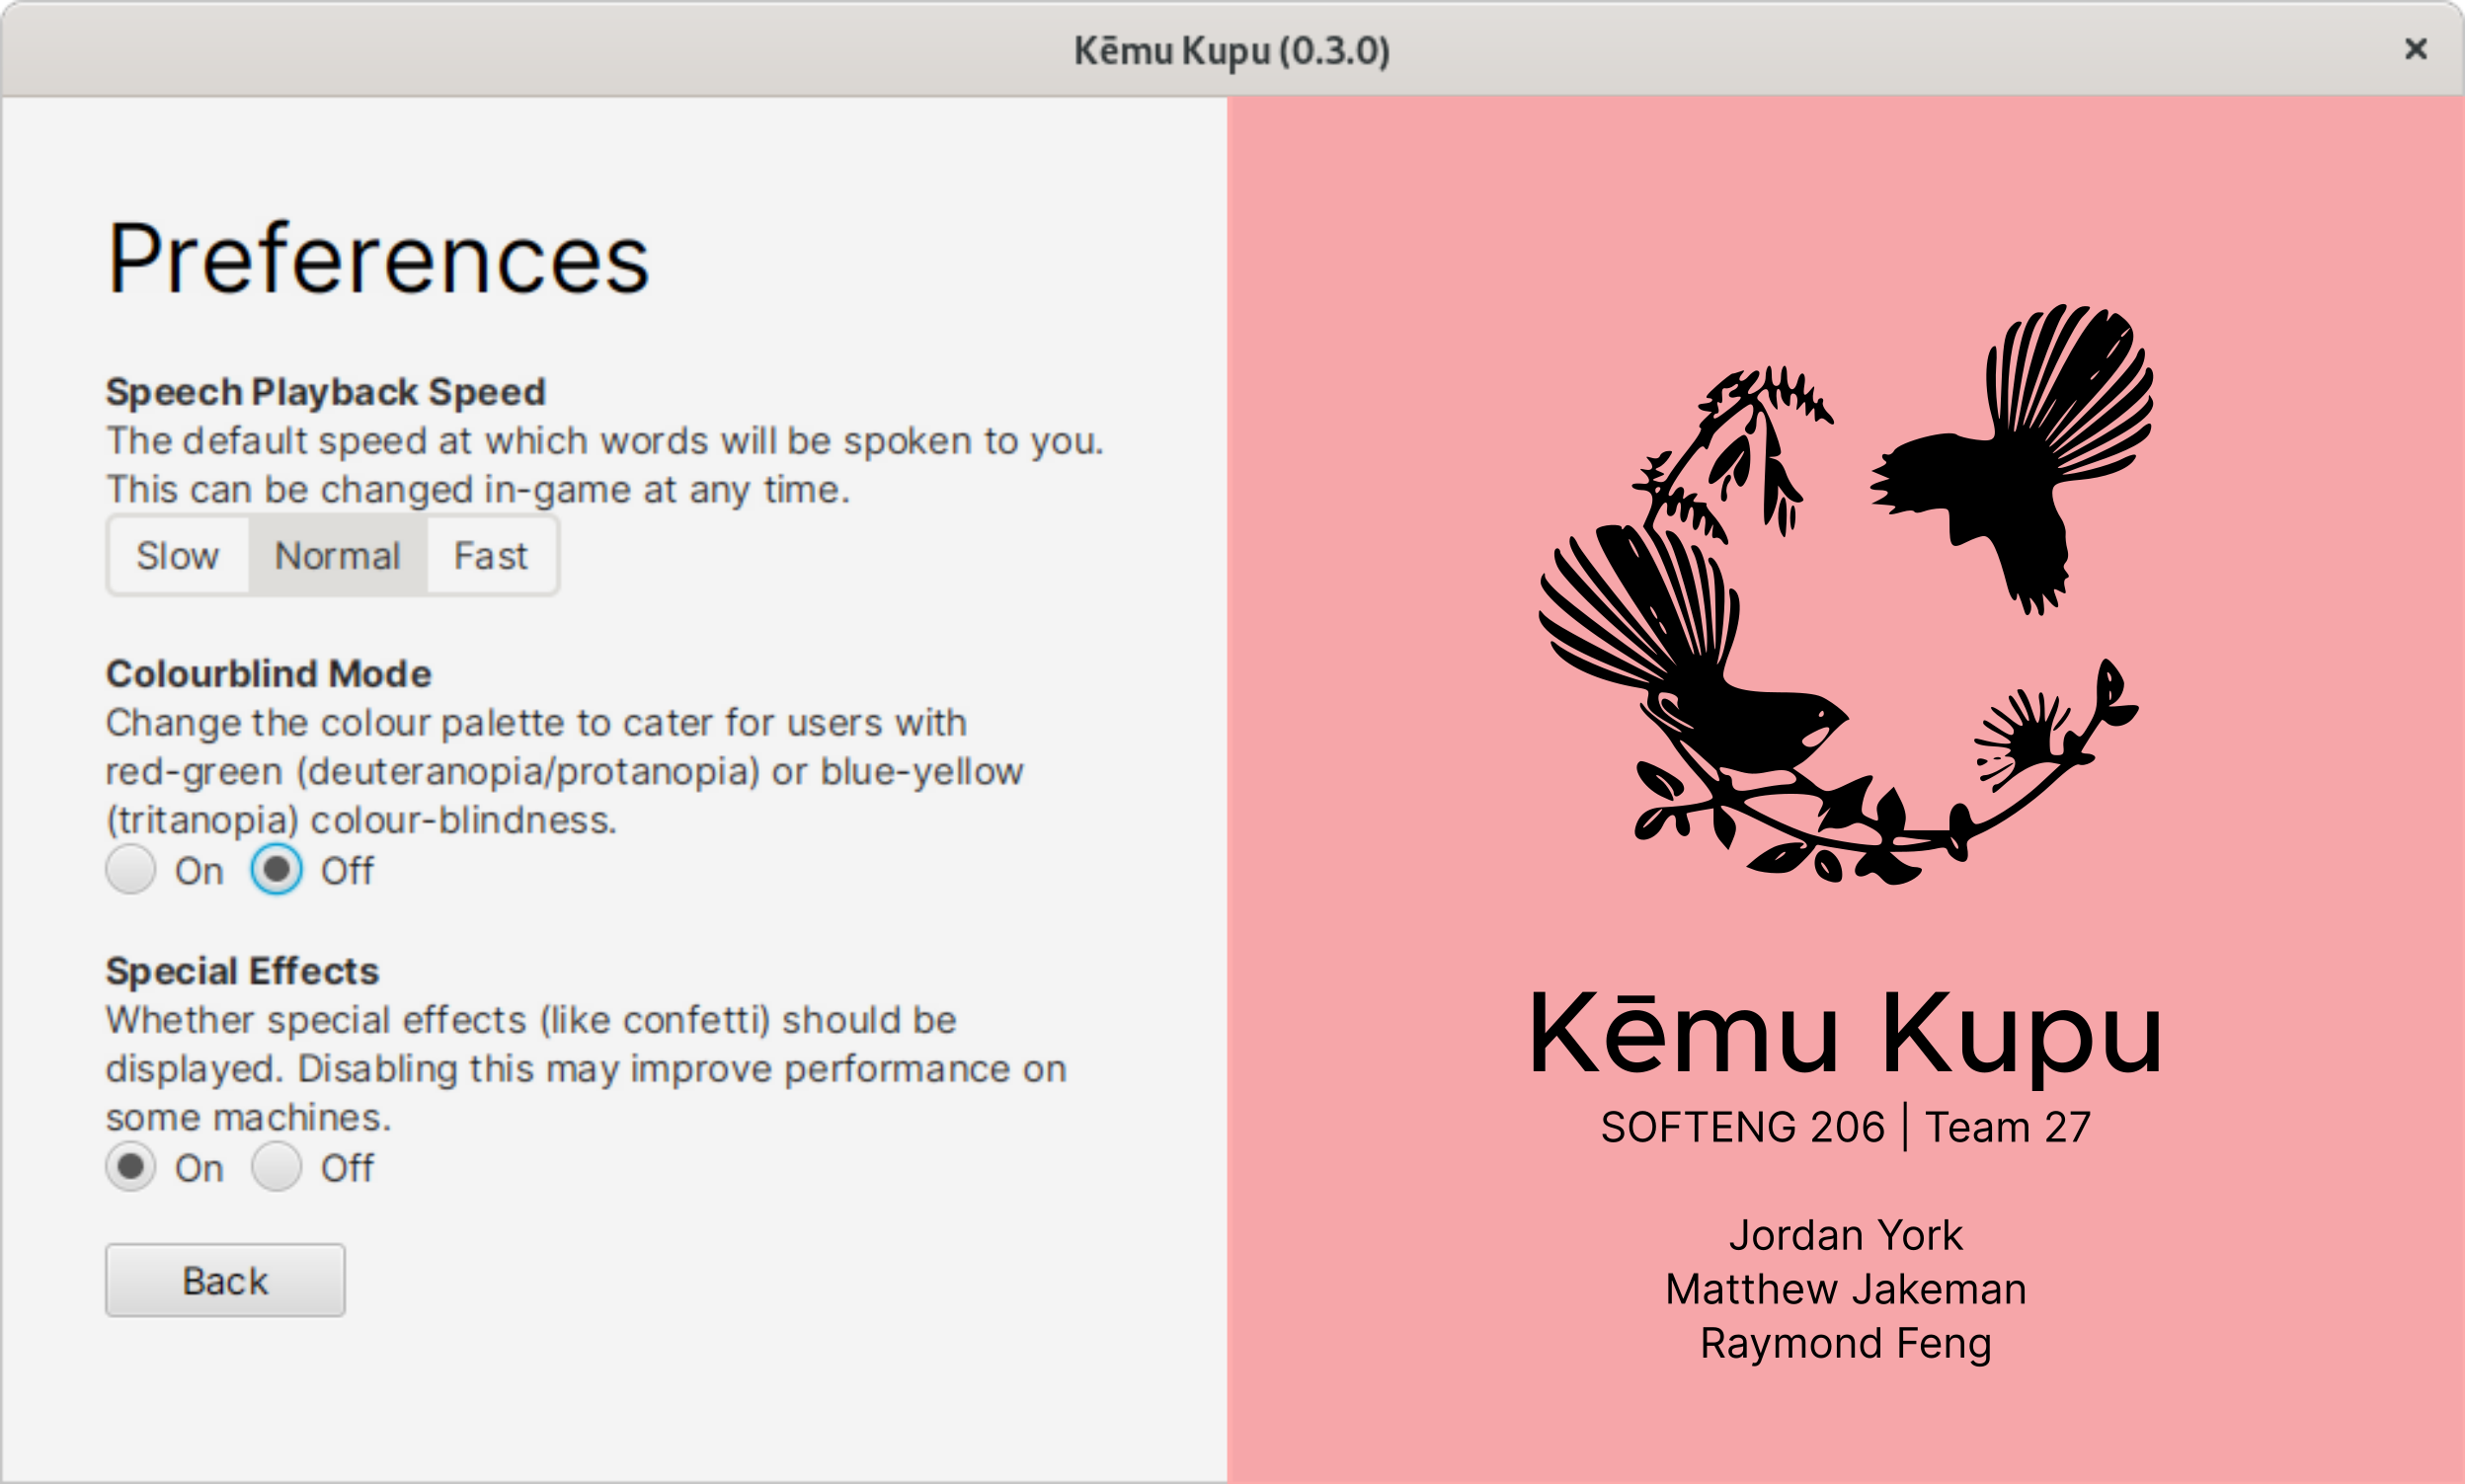 Kēmu Kupu (0.3.0)
Preferences
Speech Playback Speed
The default speed at which words will be spoken to you.
This can be changed in-game at any time.
Slow Normal Fast
Colourblind Mode
Change the colour palette to cater for users with
red-green (deuteranopia/protanopia) or blue-yellow
(tritanopia) colour-blindness.
On Off
Special Effects
Whether special effects (like confetti) should be
displayed. Disabling this may improve performance on
some machines.
On Off
Back
Kēmu Kupu
SOFTENG 206 | Team 27
Jordan York
Matthew Jakeman
Raymond Feng